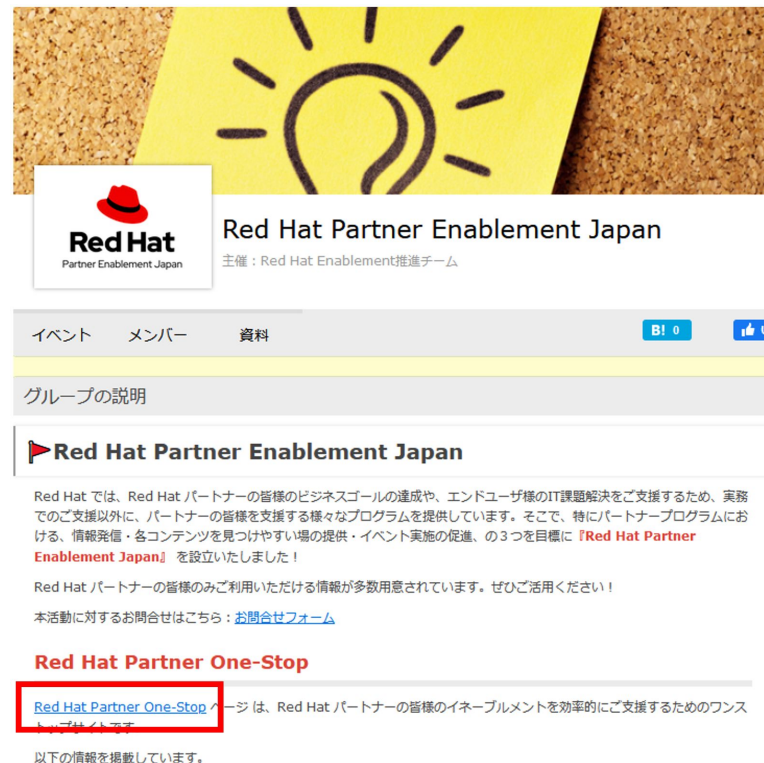 Red Hat
Partner Enablement Japan
Red Hat Partner Enablement Japan
主催：Red Hat Enablement推進チーム
イベント メンバー 資料 B! 0
グループの説明
Red Hat Partner Enablement Japan
Red Hat では、Red Hat パートナーの皆様のビジネスゴールの達成や、エンドユーザ様のIT課題解決をご支援するため、実務
でのご支援以外に、パートナーの皆様を支援する様々なプログラムを提供しています。そこで、特にパートナープログラムにお
ける、情報発信・各コンテンツを見つけやすい場の提供・イベント実施の促進、の３つを目標に『Red Hat Partner
Enablement Japan』 を設立いたしました！
Red Hat パートナーの皆様のみご利用いただける情報が多数用意されています。ぜひご活用ください！
本活動に対するお問合せはこちら：お問合せフォーム
Red Hat Partner One-Stop
Red Hat Partner One-Stop ページ は、Red Hat パートナーの皆様のイネーブルメントを効率的にご支援するためのワンス
トップサイトです
以下の情報を掲載しています。